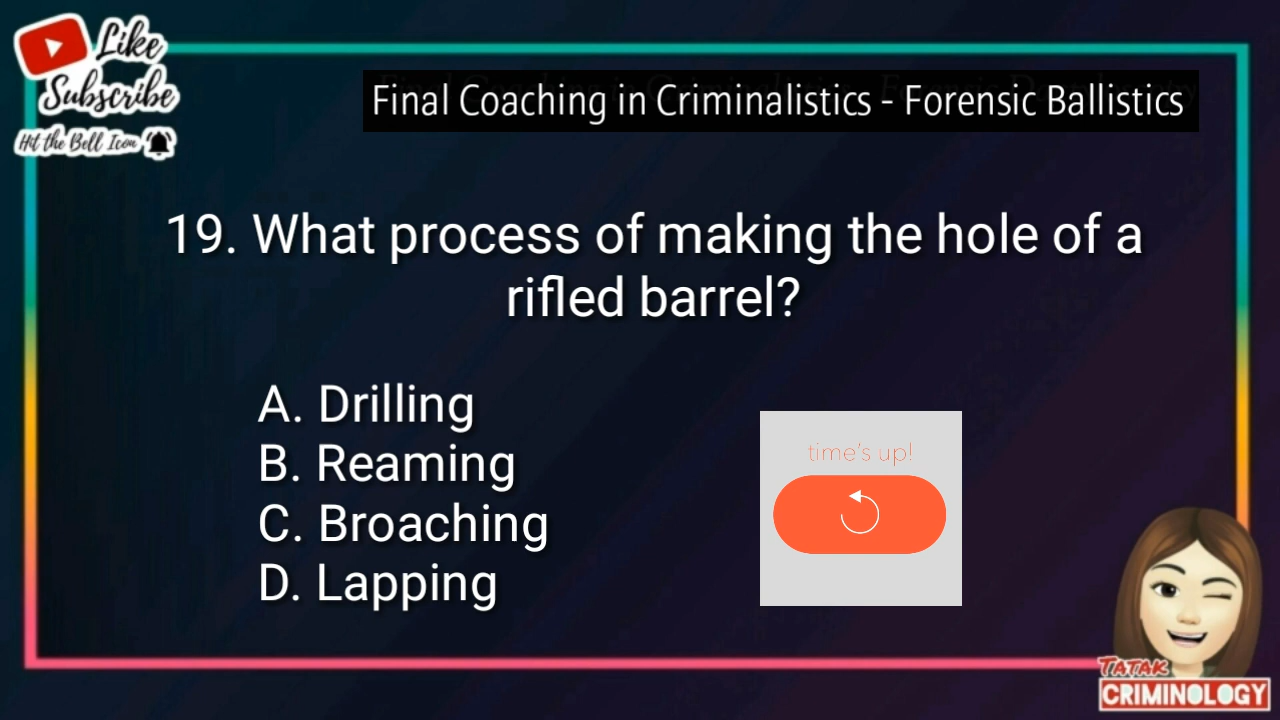 Like
Subscribe
Hit the Bell Icon
Final Coaching in Criminalistics - Forensic Ballistics
19. What process of making the hole of a
rifled barrel?
A. Drilling
B. Reaming
C. Broaching
D. Lapping
time's up!
TATAK
CRIMINOLOGY